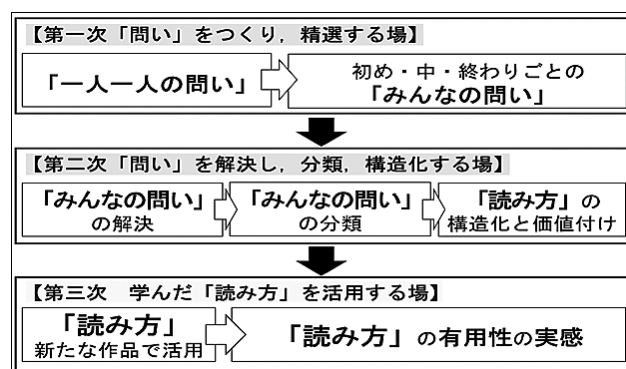 【第一次「問い」をつくり，精選する場】
「一人一人の問い」
初め・中・終わりごとの
「みんなの問い」
【第二次「問い」を解決し，分類，構造化する場】
「みんなの問い」
の解決
「みんなの問い」
の分類
「読み方」の
構造化と価値付け
【第三次　学んだ「読み方」を活用する場】
「読み方」
新たな作品で活用
「読み方」の有用性の実感